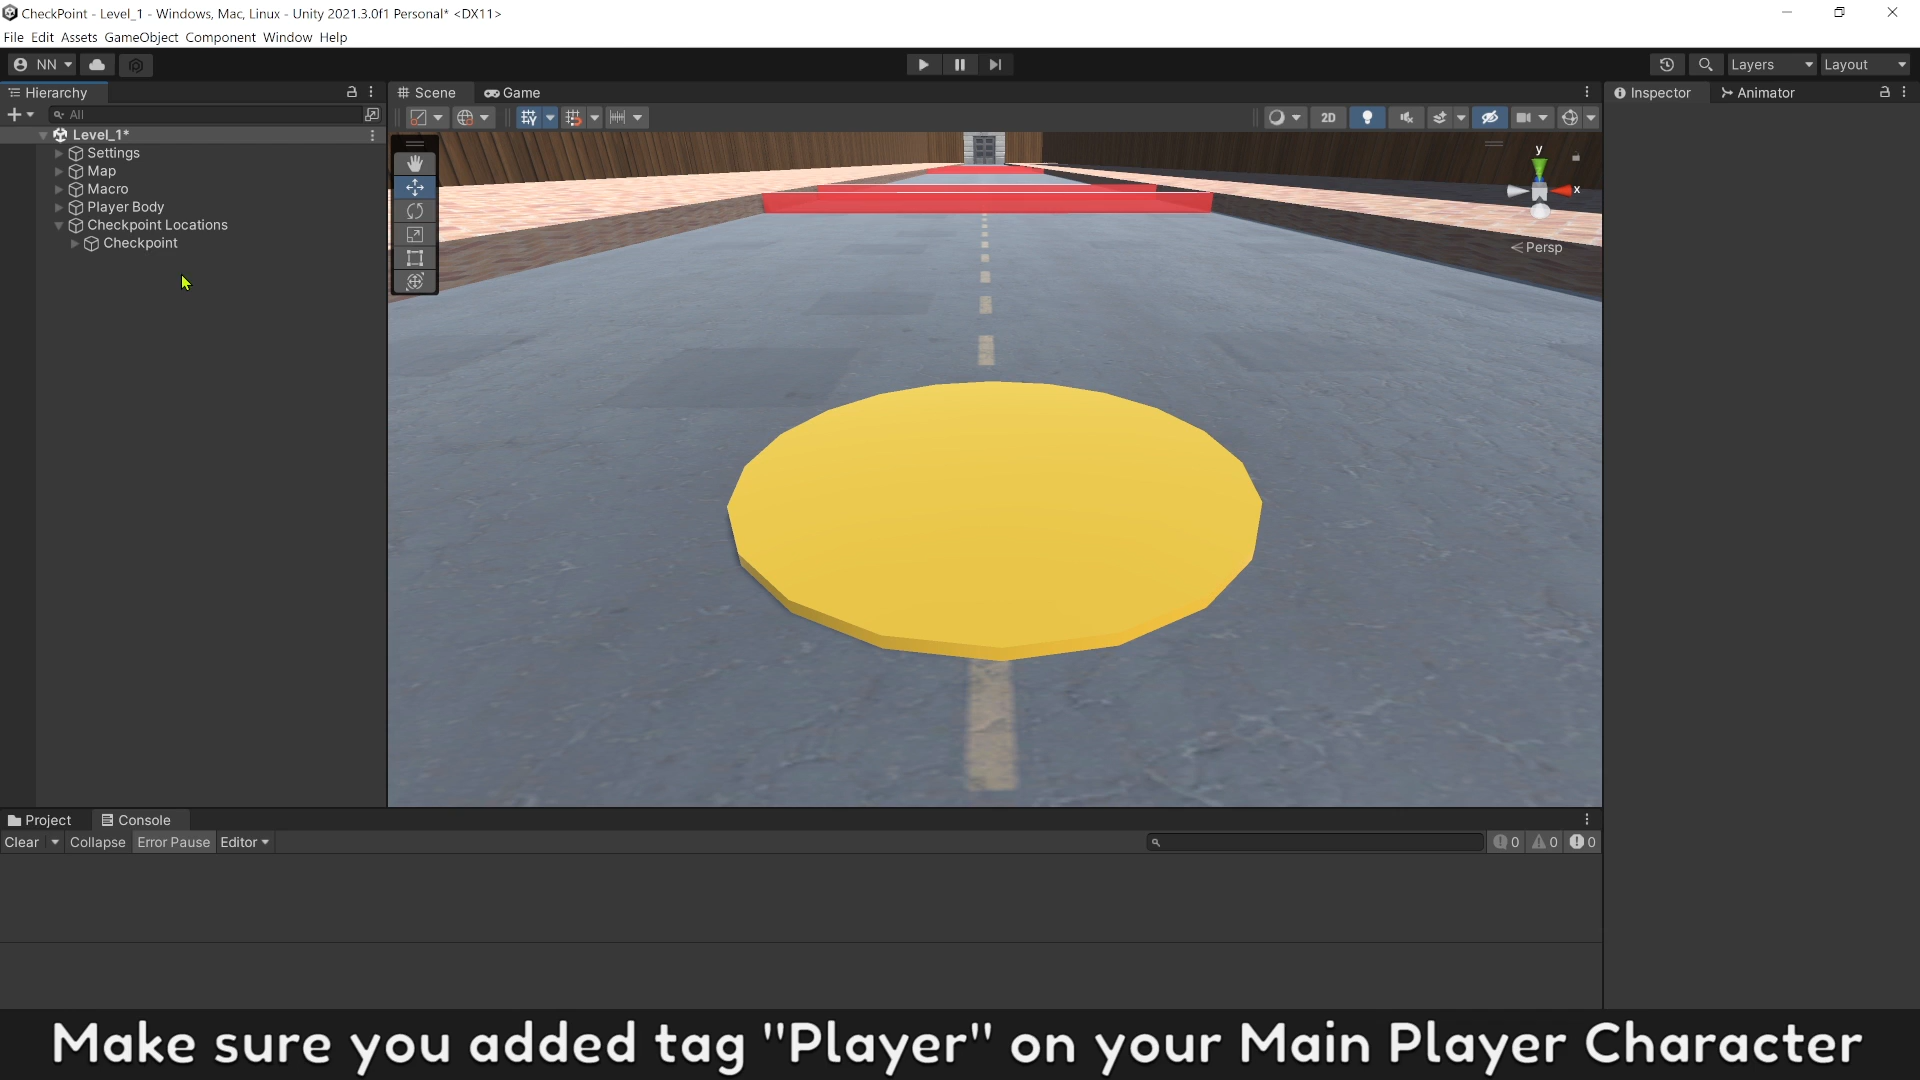 CheckPoint - Level_1 - Windows, Mac, Linux - Unity 2021.3.0f1 Personal* <DX11>
File Edit Assets GameObject Component Window Help
NN Layers Layout
Hierarchy Scene Game Inspector Animator
All 2D
Level_1*
Settings
Map
Macro
Player Body
Checkpoint Locations
Checkpoint
y
x
Persp
Project Console
Clear Collapse Error Pause Editor 0 0 0
Make sure you added tag "Player" on your Main Player Character